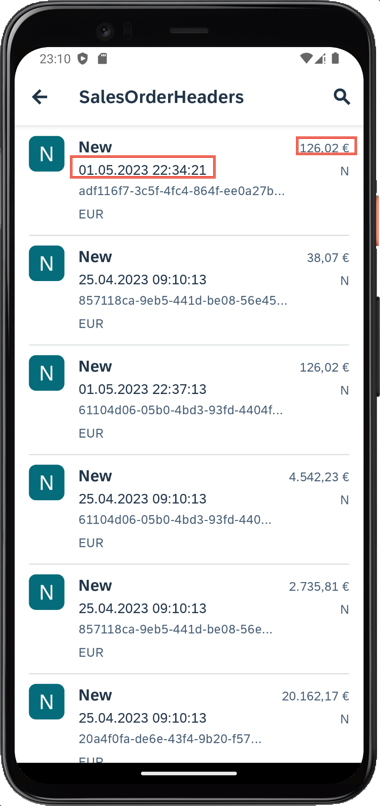 23:10
SalesOrderHeaders
N New 126,02 €
01.05.2023 22:34:21 N
adf116f7-3c5f-4fc4-864f-ee0a27b...
EUR
N New 38,07 €
25.04.2023 09:10:13 N
857118ca-9eb5-441d-be08-56e45...
EUR
N New 126,02 €
01.05.2023 22:37:13 N
61104d06-05b0-4bd3-93fd-4404f...
EUR
N New 4.542,23 €
25.04.2023 09:10:13 N
61104d06-05b0-4bd3-93fd-440...
EUR
N New 2.735,81 €
25.04.2023 09:10:13 N
857118ca-9eb5-441d-be08-56e...
EUR
N New 20.162,17 €
25.04.2023 09:10:13 N
20a4f0fa-de6e-43f4-9b20-f57...
EUR